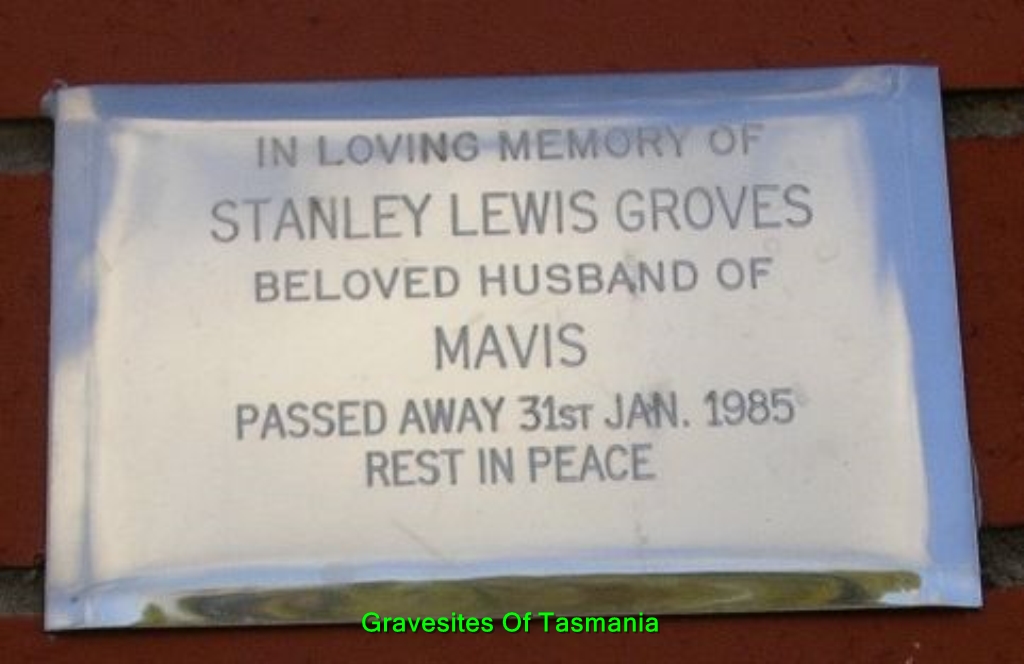 IN LOVING MEMORY OF
STANLEY LEWIS GROVES
BELOVED HUSBAND OF
MAVIS
PASSED AWAY 31ST JAN. 1985
REST IN PEACE
Gravesites Of Tasmania